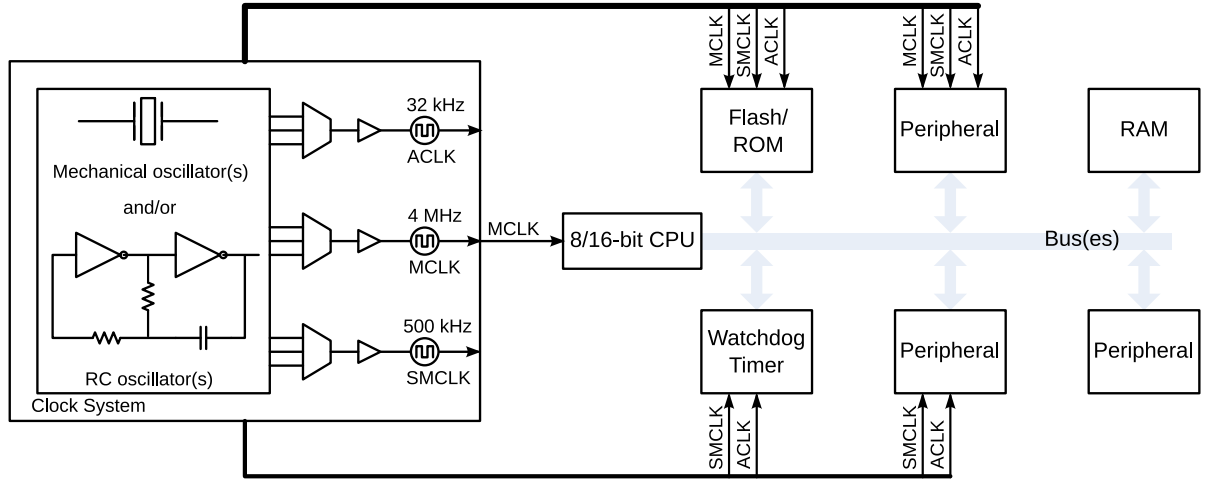 MCLK
SMCLK
ACLK
MCLK
SMCLK
ACLK
32 kHz
ACLK
Flash/
ROM
Peripheral
RAM
Mechanical oscillator(s)
and/or
4 MHz
MCLK
MCLK
8/16-bit CPU
Bus(es)
500 kHz
SMCLK
RC oscillator(s)
Clock System
Watchdog
Timer
Peripheral
Peripheral
SMCLK
ACLK
SMCLK
ACLK